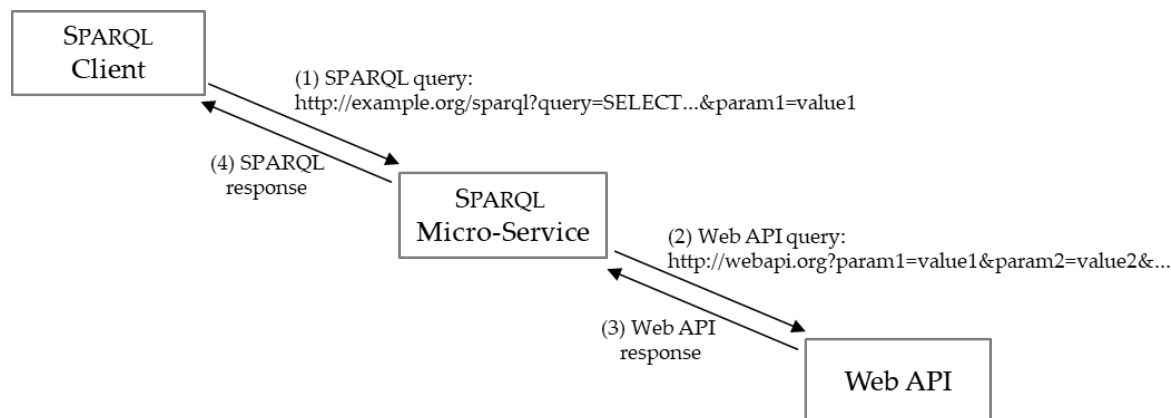 SPARQL
Client
(1) SPARQL query:
http://example.org/sparql?query=SELECT...&param1=value1
(4) SPARQL
response
SPARQL
Micro-Service
(2) Web API query:
http://webapi.org?param1=value1&param2=value2&...
(3) Web API
response
Web API